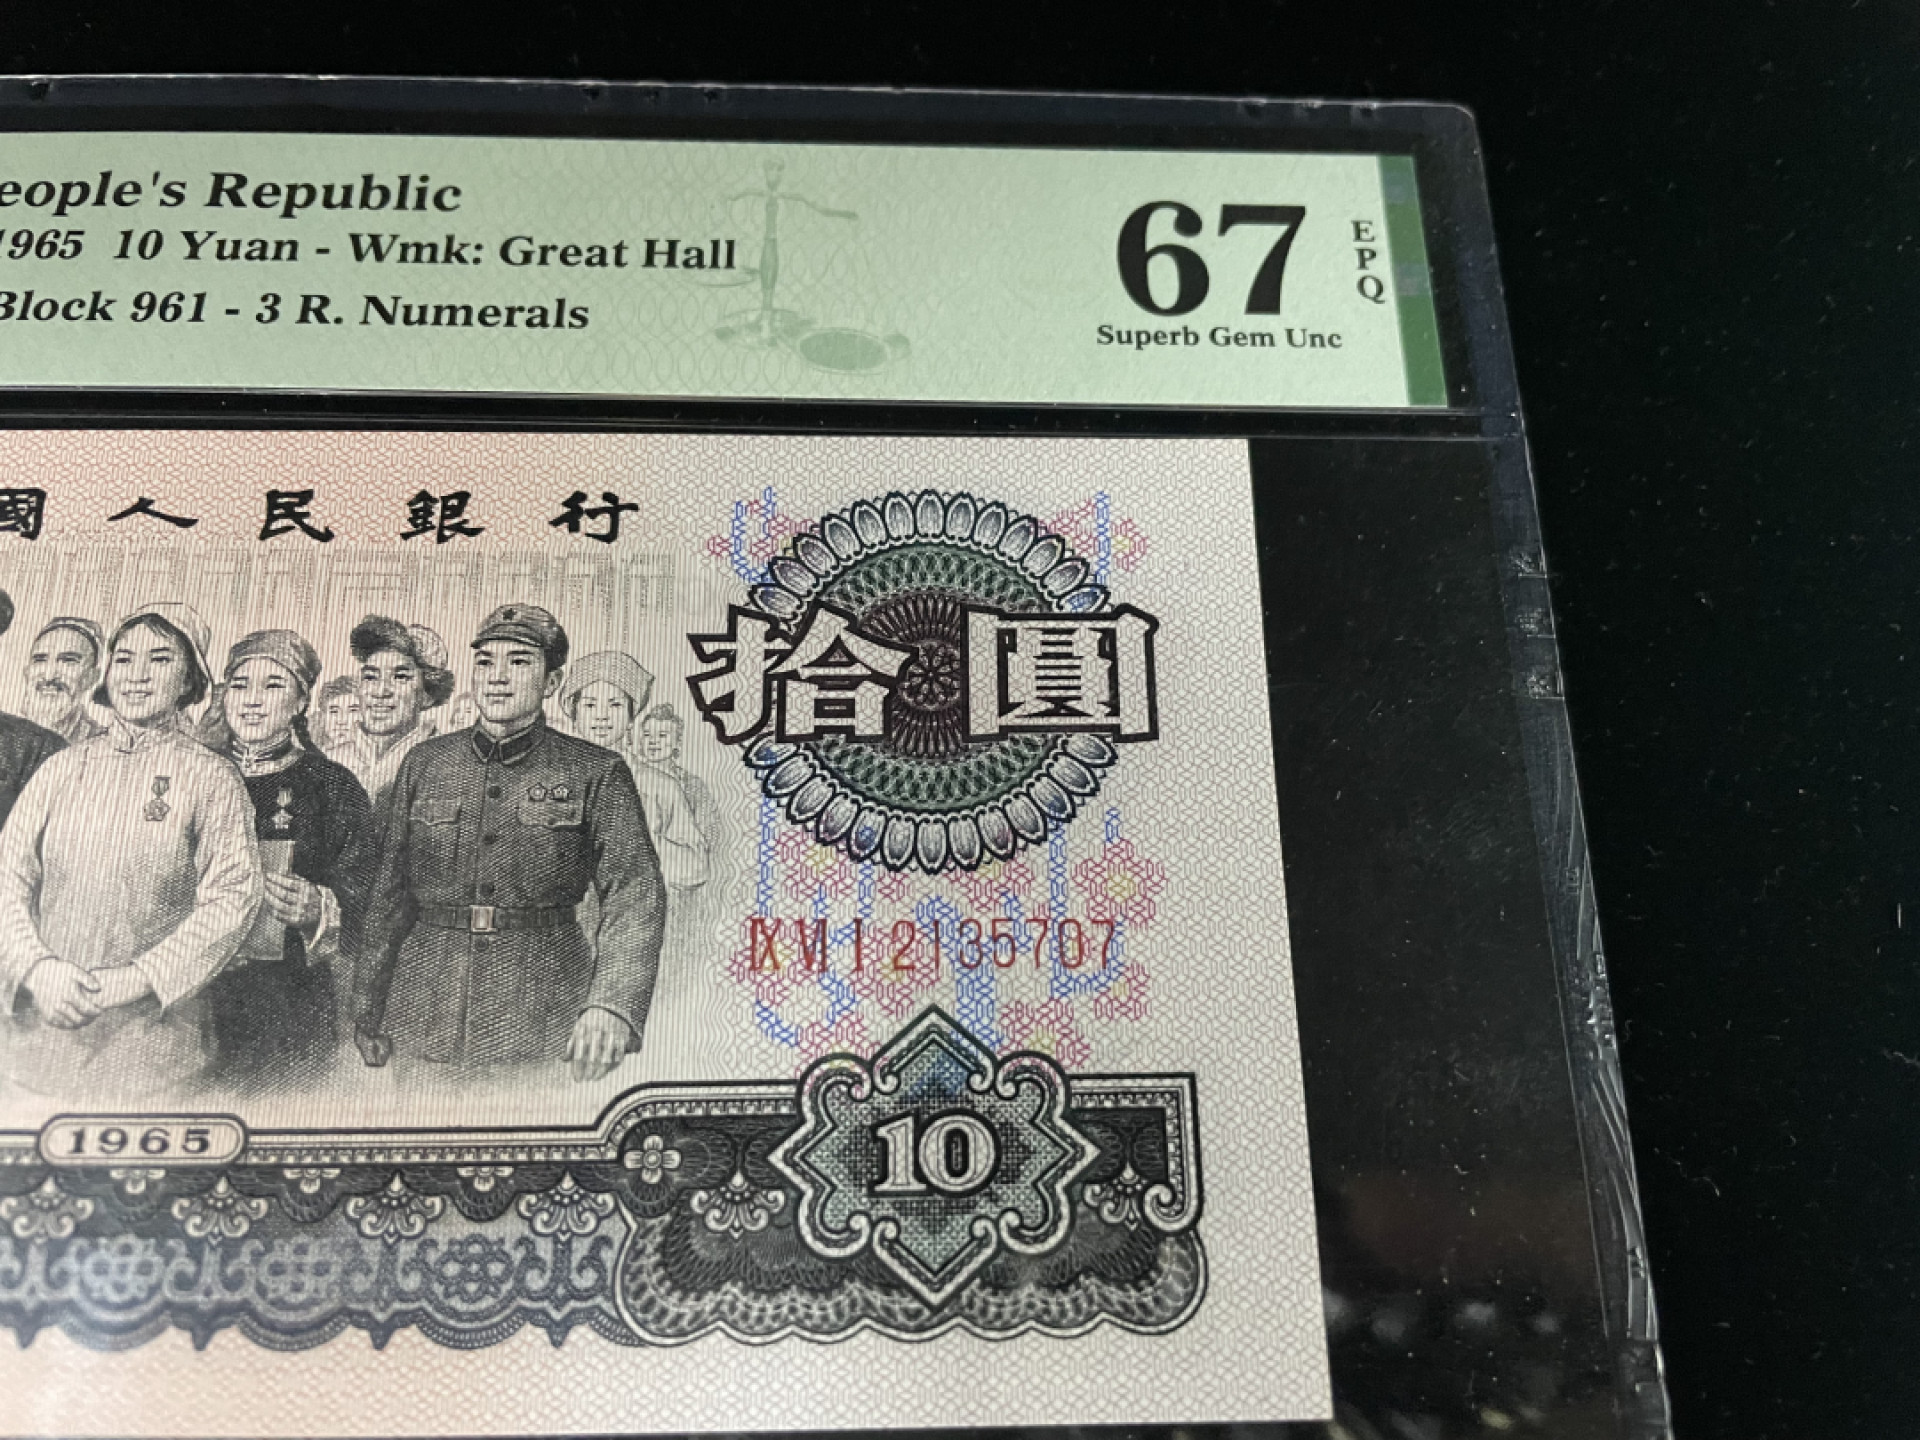 eople's Republic
1965 10 Yuan - Wmk: Great Hall
Block 961 - 3 R. Numerals
67
EPQ
Superb Gem Unc
國人民銀行
拾圓
IX VI I 2135707
1965
10